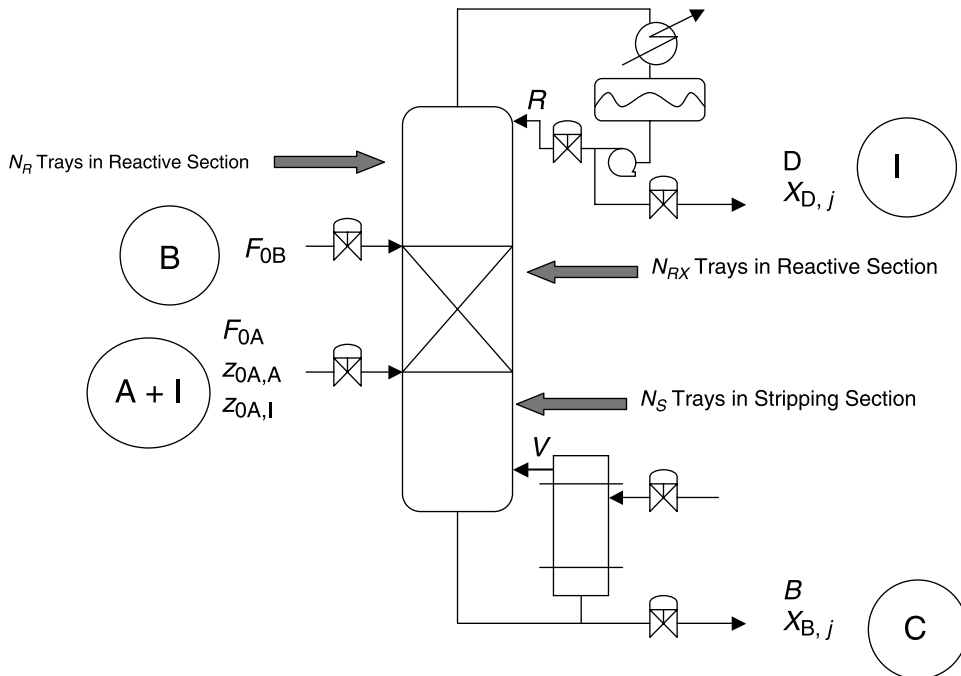 R
N_R Trays in Reactive Section
D
X_D, j
I
B
F_0B
N_RX Trays in Reactive Section
F_0A
z_0A,A
z_0A,I
A + I
N_S Trays in Stripping Section
V
B
X_B, j
C